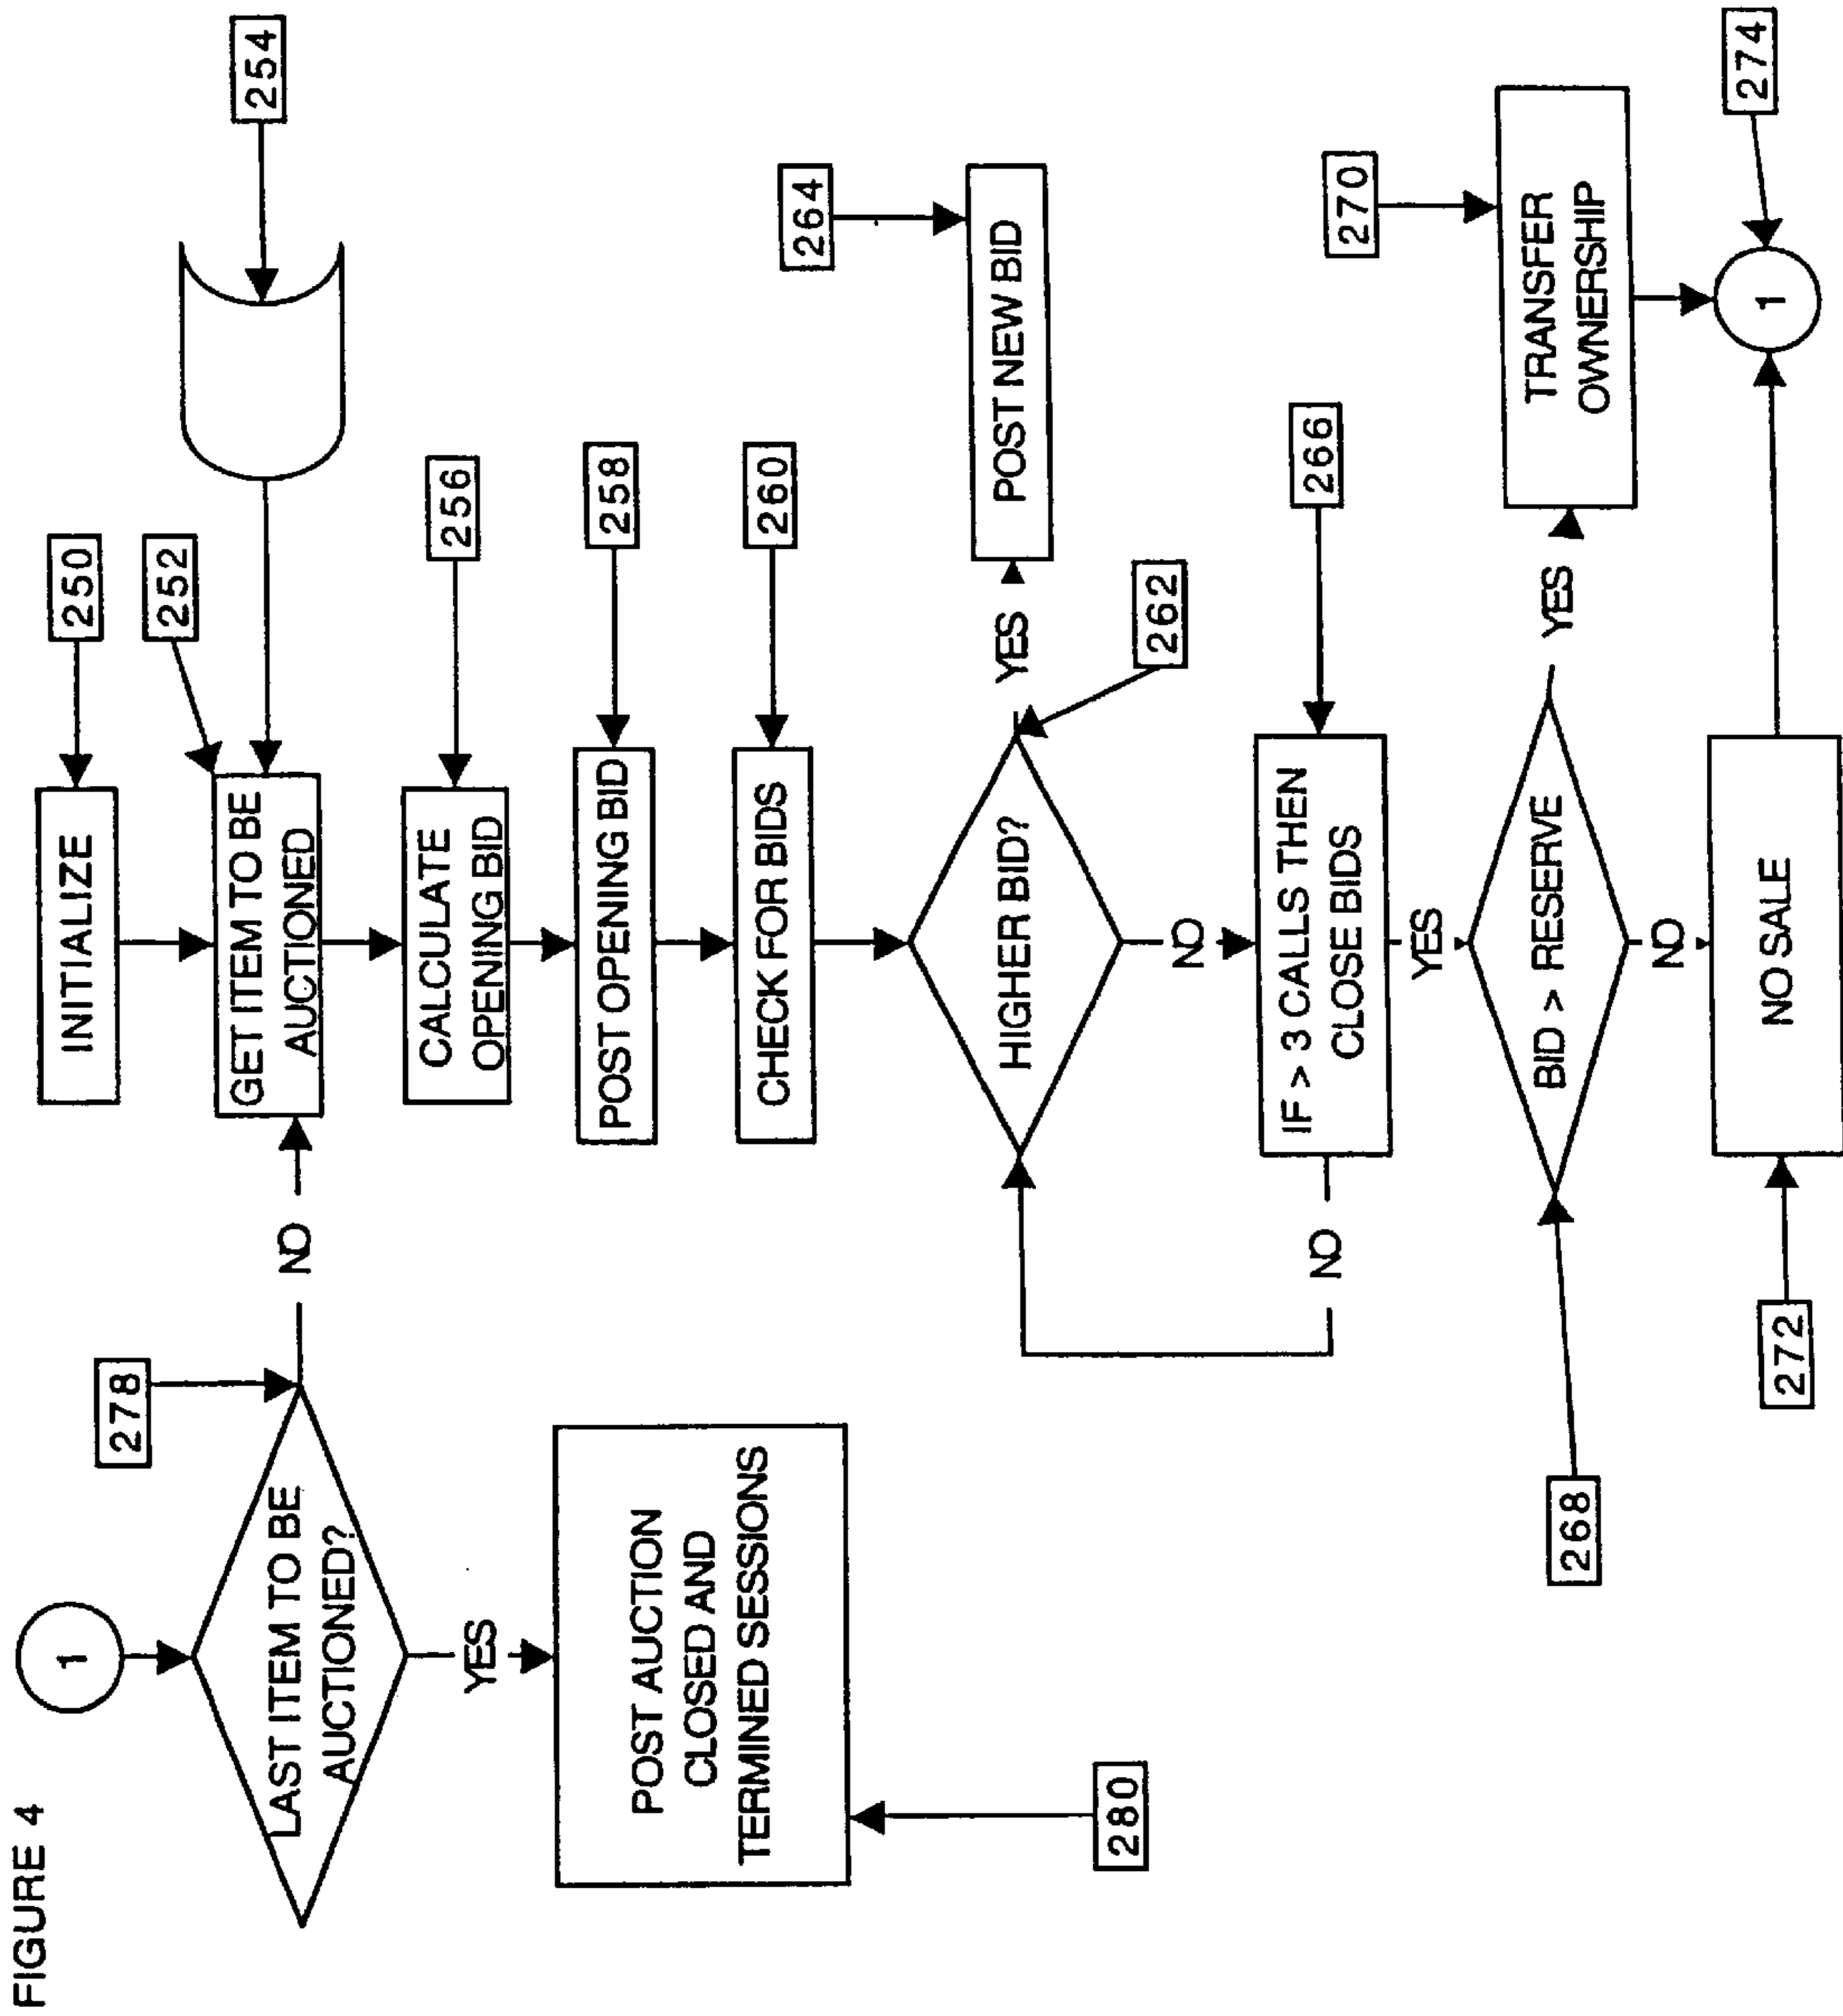 FIGURE 4
1
278
LAST ITEM TO BE
AUCTIONED?
NO
YES
POST AUCTION
CLOSED AND
TERMINED SESSIONS
280
INITIALIZE
250
252
GET ITEM TO BE
AUCTIONED
254
CALCULATE
OPENING BID
256
POST OPENING BID
258
CHECK FOR BIDS
260
HIGHER BID?
YES
POST NEW BID
264
262
NO
IF > 3 CALLS THEN
CLOSE BIDS
266
NO
YES
BID > RESERVE
268
YES
TRANSFER
OWNERSHIP
270
NO
NO SALE
272
1
274